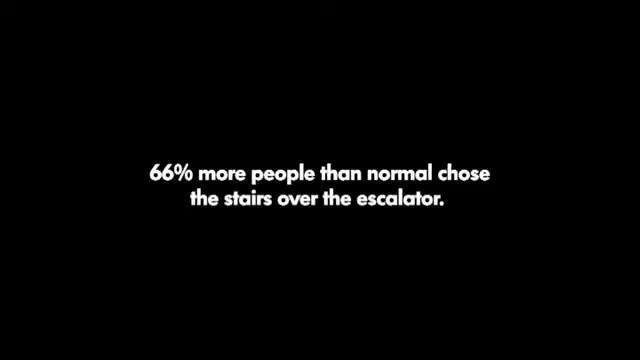 66% more people than normal chose
the stairs over the escalator.